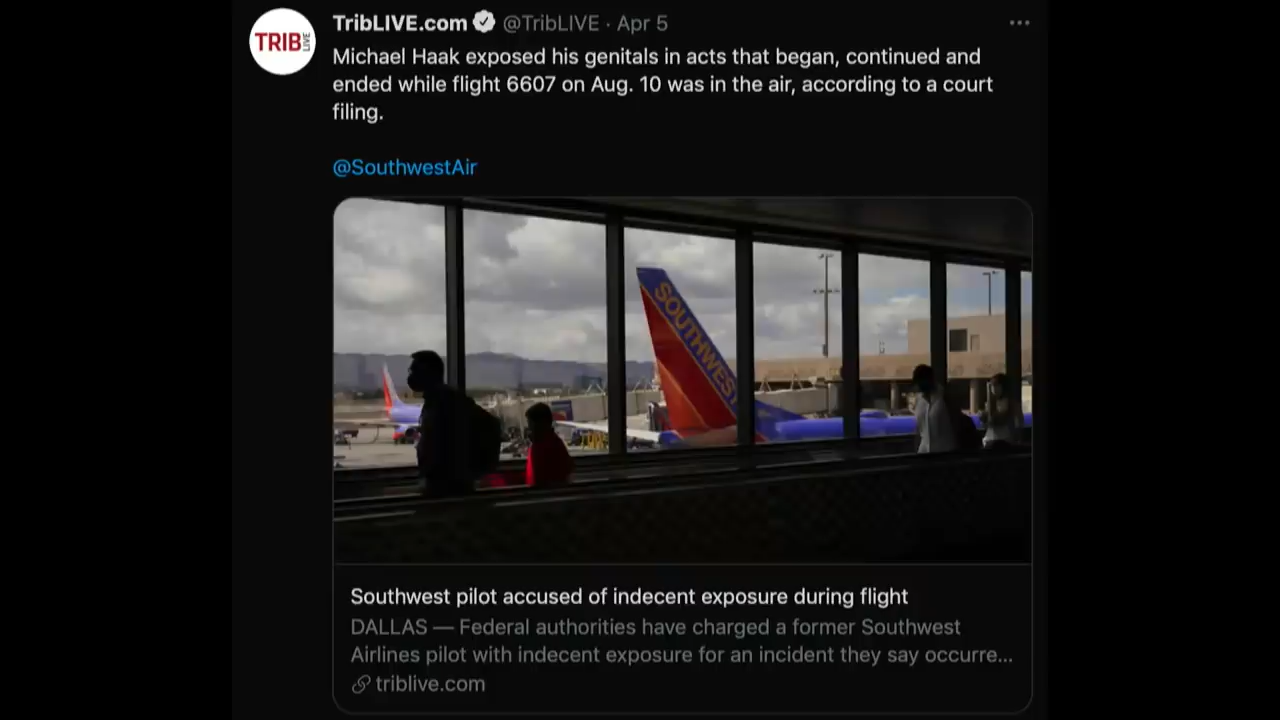 TRIB LIVE
TribLIVE.com @TribLIVE · Apr 5
Michael Haak exposed his genitals in acts that began, continued and
ended while flight 6607 on Aug. 10 was in the air, according to a court
filing.
@SouthwestAir
SOUTHWEST
Southwest pilot accused of indecent exposure during flight
DALLAS — Federal authorities have charged a former Southwest
Airlines pilot with indecent exposure for an incident they say occurre...
triblive.com